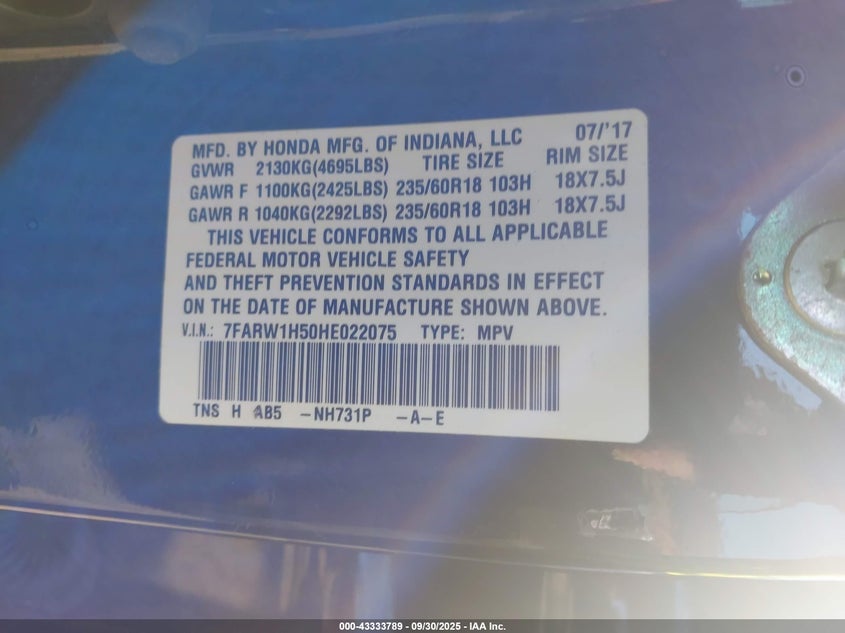 MFD. BY HONDA MFG. OF INDIANA, LLC 07/'17
GVWR 2130KG(4695LBS) TIRE SIZE RIM SIZE
GAWR F 1100KG(2425LBS) 235/60R18 103H 18X7.5J
GAWR R 1040KG(2292LBS) 235/60R18 103H 18X7.5J
THIS VEHICLE CONFORMS TO ALL APPLICABLE
FEDERAL MOTOR VEHICLE SAFETY
AND THEFT PREVENTION STANDARDS IN EFFECT
ON THE DATE OF MANUFACTURE SHOWN ABOVE.
V.I.N.: 7FARW1H50HE022075 TYPE: MPV
TNS H AB5 -NH731P -A-E
000-43333789 - 09/30/2025 - IAA Inc.